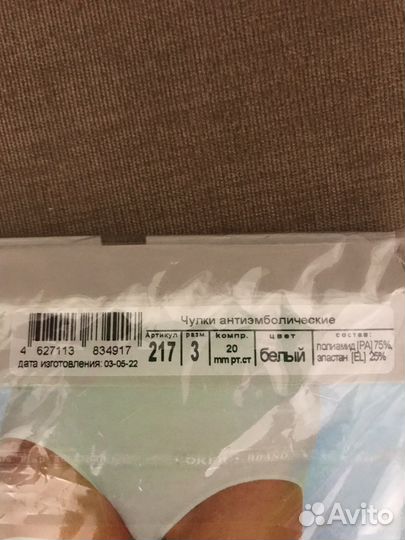 Чулки антиэмболические
Артикул разм. компр. цвет состав:
217 3 20 mm рт.ст белый полиамид [PA] 75%, эластан [EL] 25%
4 627113 834917
дата изготовления: 03-05-22
Avito